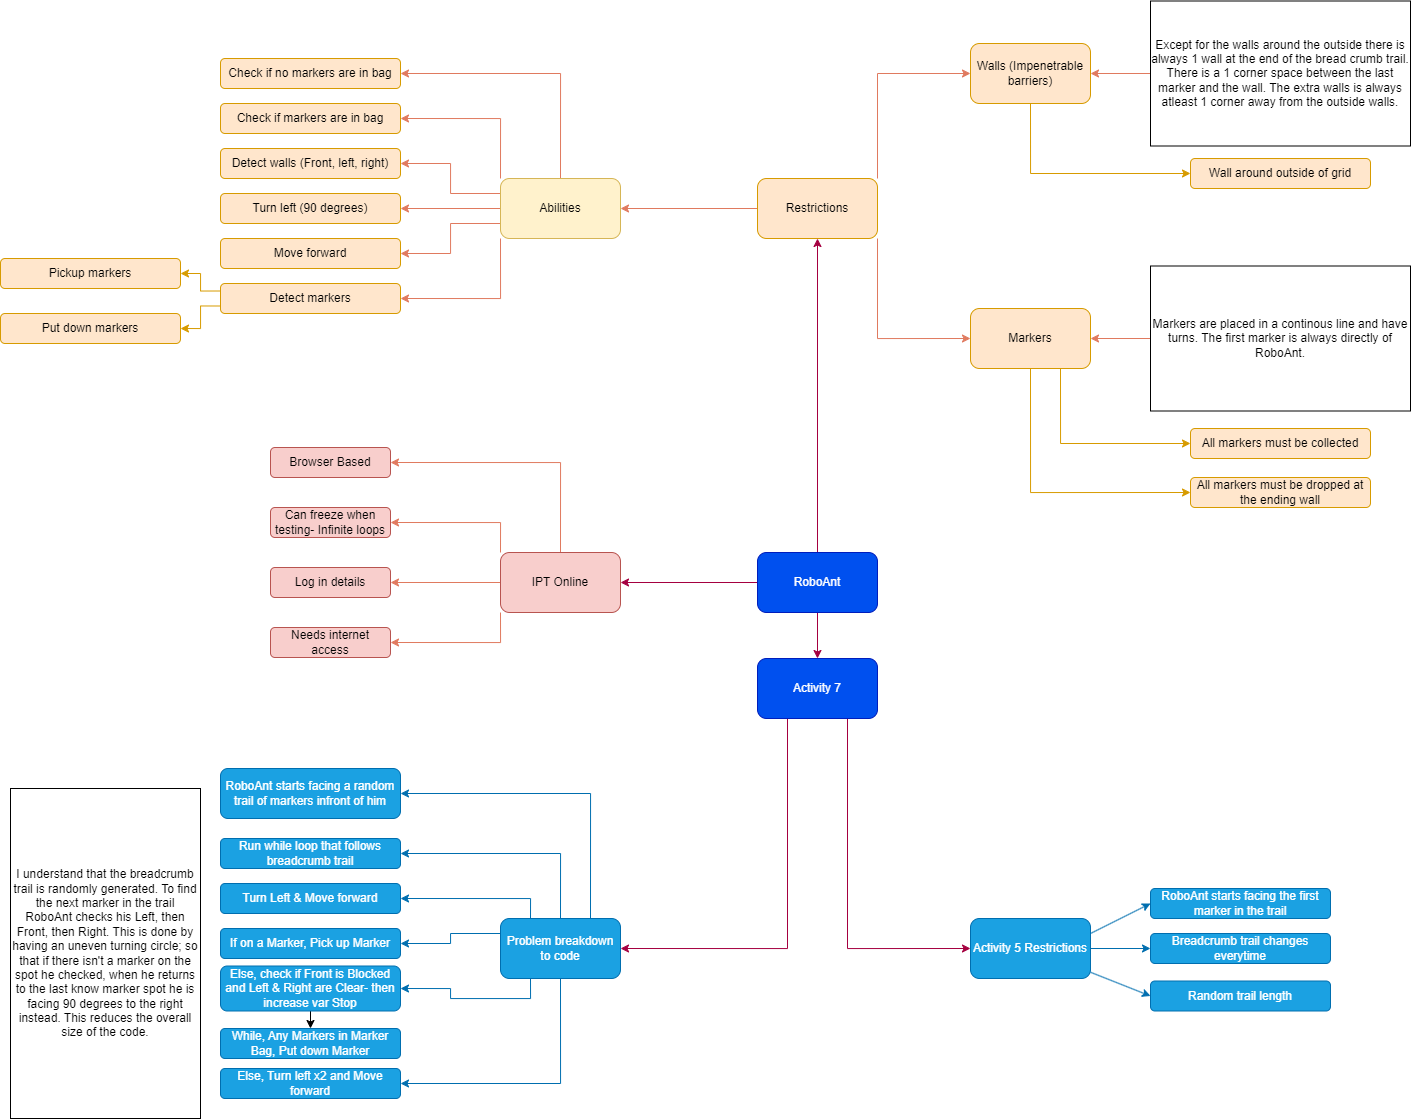 Except for the walls around the outside there is
always 1 wall at the end of the bread crumb trail.
There is a 1 corner space between the last
marker and the wall. The extra walls is always
atleast 1 corner away from the outside walls.
Walls (Impenetrable
barriers)
Wall around outside of grid
Check if no markers are in bag
Check if markers are in bag
Detect walls (Front, left, right)
Turn left (90 degrees)
Move forward
Detect markers
Pickup markers
Put down markers
Abilities
Restrictions
Markers
Markers are placed in a continous line and have
turns. The first marker is always directly of
RoboAnt.
All markers must be collected
All markers must be dropped at
the ending wall
Browser Based
Can freeze when
testing- Infinite loops
Log in details
Needs internet
access
IPT Online
RoboAnt
Activity 7
RoboAnt starts facing a random
trail of markers infront of him
Run while loop that follows
breadcrumb trail
Turn Left & Move forward
If on a Marker, Pick up Marker
Else, check if Front is Blocked
and Left & Right are Clear- then
increase var Stop
While, Any Markers in Marker
Bag, Put down Marker
Else, Turn left x2 and Move
forward
Problem breakdown
to code
I understand that the breadcrumb
trail is randomly generated. To find
the next marker in the trail
RoboAnt checks his Left, then
Front, then Right. This is done by
having an uneven turning circle; so
that if there isn't a marker on the
spot he checked, when he returns
to the last know marker spot he is
facing 90 degrees to the right
instead. This reduces the overall
size of the code.
Activity 5 Restrictions
RoboAnt starts facing the first
marker in the trail
Breadcrumb trail changes
everytime
Random trail length